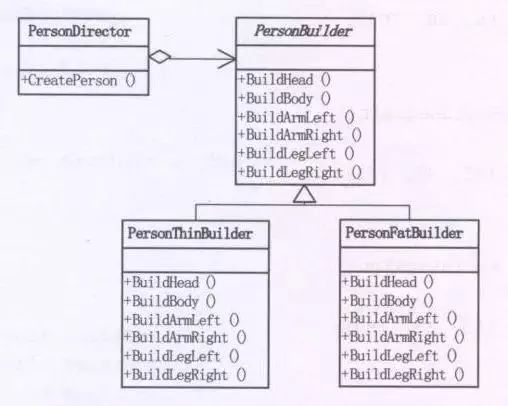 PersonDirector
+CreatePerson ()
PersonBuilder
+BuildHead ()
+BuildBody ()
+BuildArmLeft ()
+BuildArmRight ()
+BuildLegLeft ()
+BuildLegRight ()
PersonThinBuilder
+BuildHead ()
+BuildBody ()
+BuildArmLeft ()
+BuildArmRight ()
+BuildLegLeft ()
+BuildLegRight ()
PersonFatBuilder
+BuildHead ()
+BuildBody ()
+BuildArmLeft ()
+BuildArmRight ()
+BuildLegLeft ()
+BuildLegRight ()